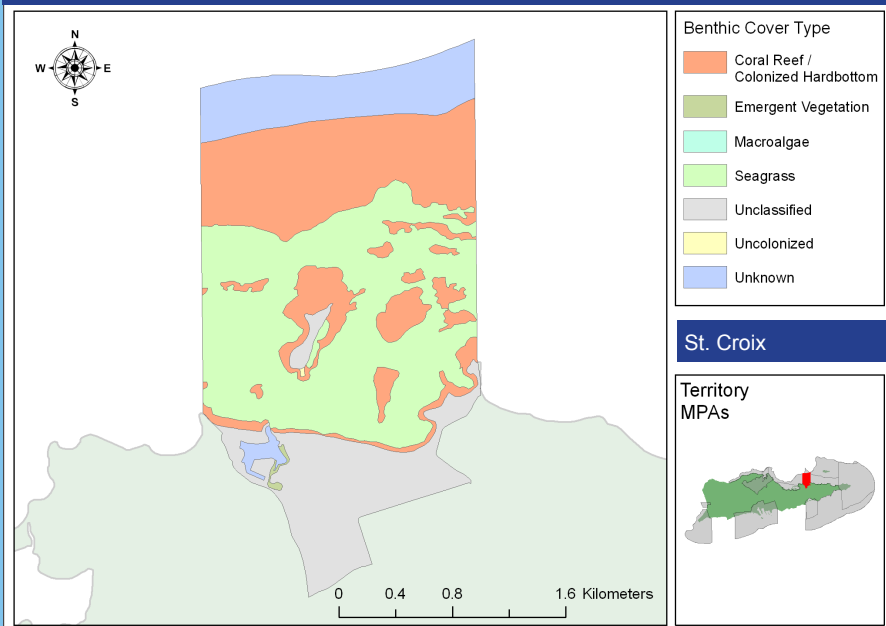 N
W E
S
Benthic Cover Type
Coral Reef /
Colonized Hardbottom
Emergent Vegetation
Macroalgae
Seagrass
Unclassified
Uncolonized
Unknown
St. Croix
Territory
MPAs
0 0.4 0.8 1.6 Kilometers